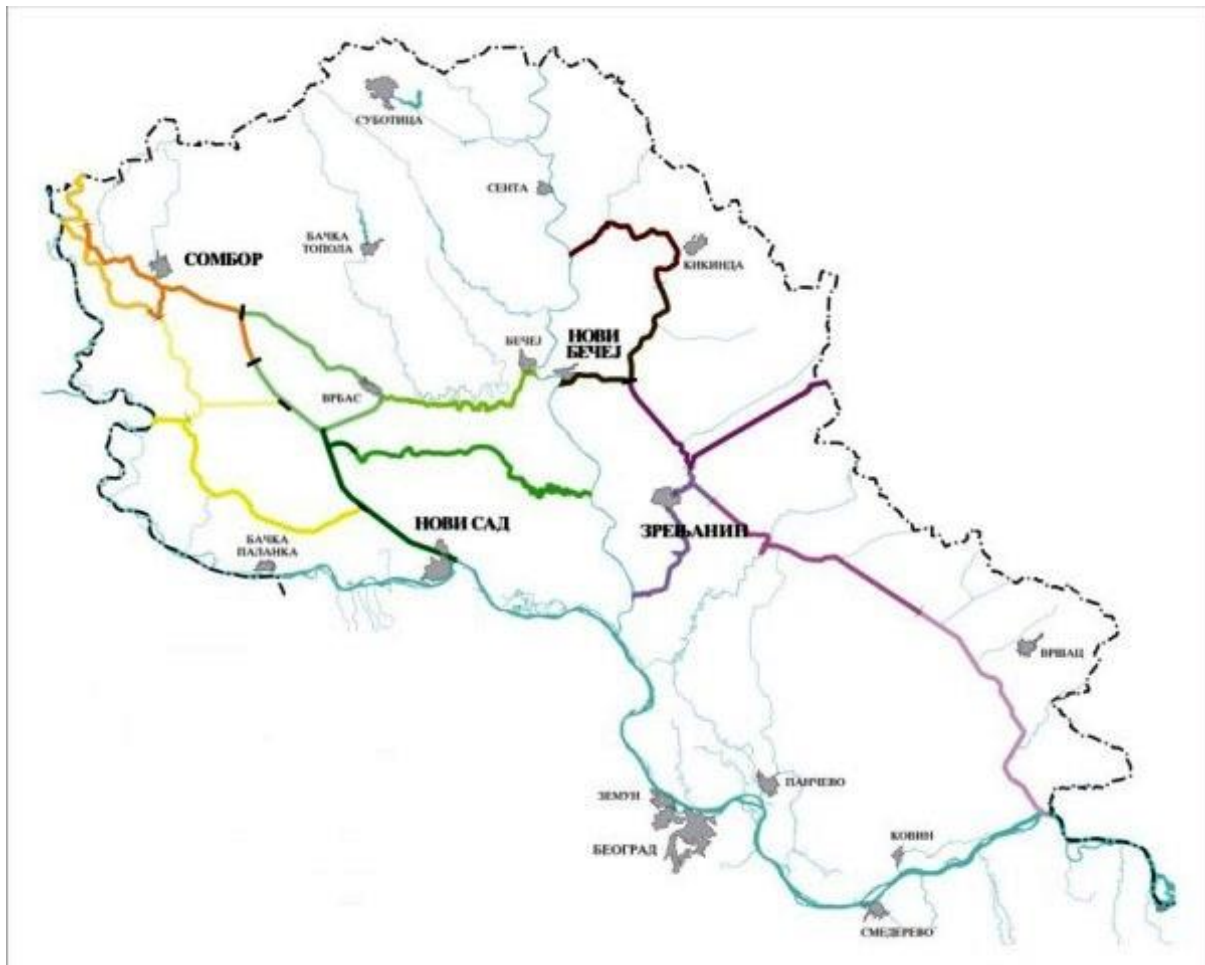 СУБОТИЦА
СЕНТА
БАЧКА
ТОПОЛА
СОМБОР
КИКИНДА
НОВИ
БЕЧЕЈ
БЕЧЕЈ
ВРБАС
НОВИ САД
ЗРЕЊАНИН
БАЧКА
ПАЛАНКА
ВРШАЦ
ПАНЧЕВО
ЗЕМУН
БЕОГРАД
КОВИН
СМЕДЕРЕВО